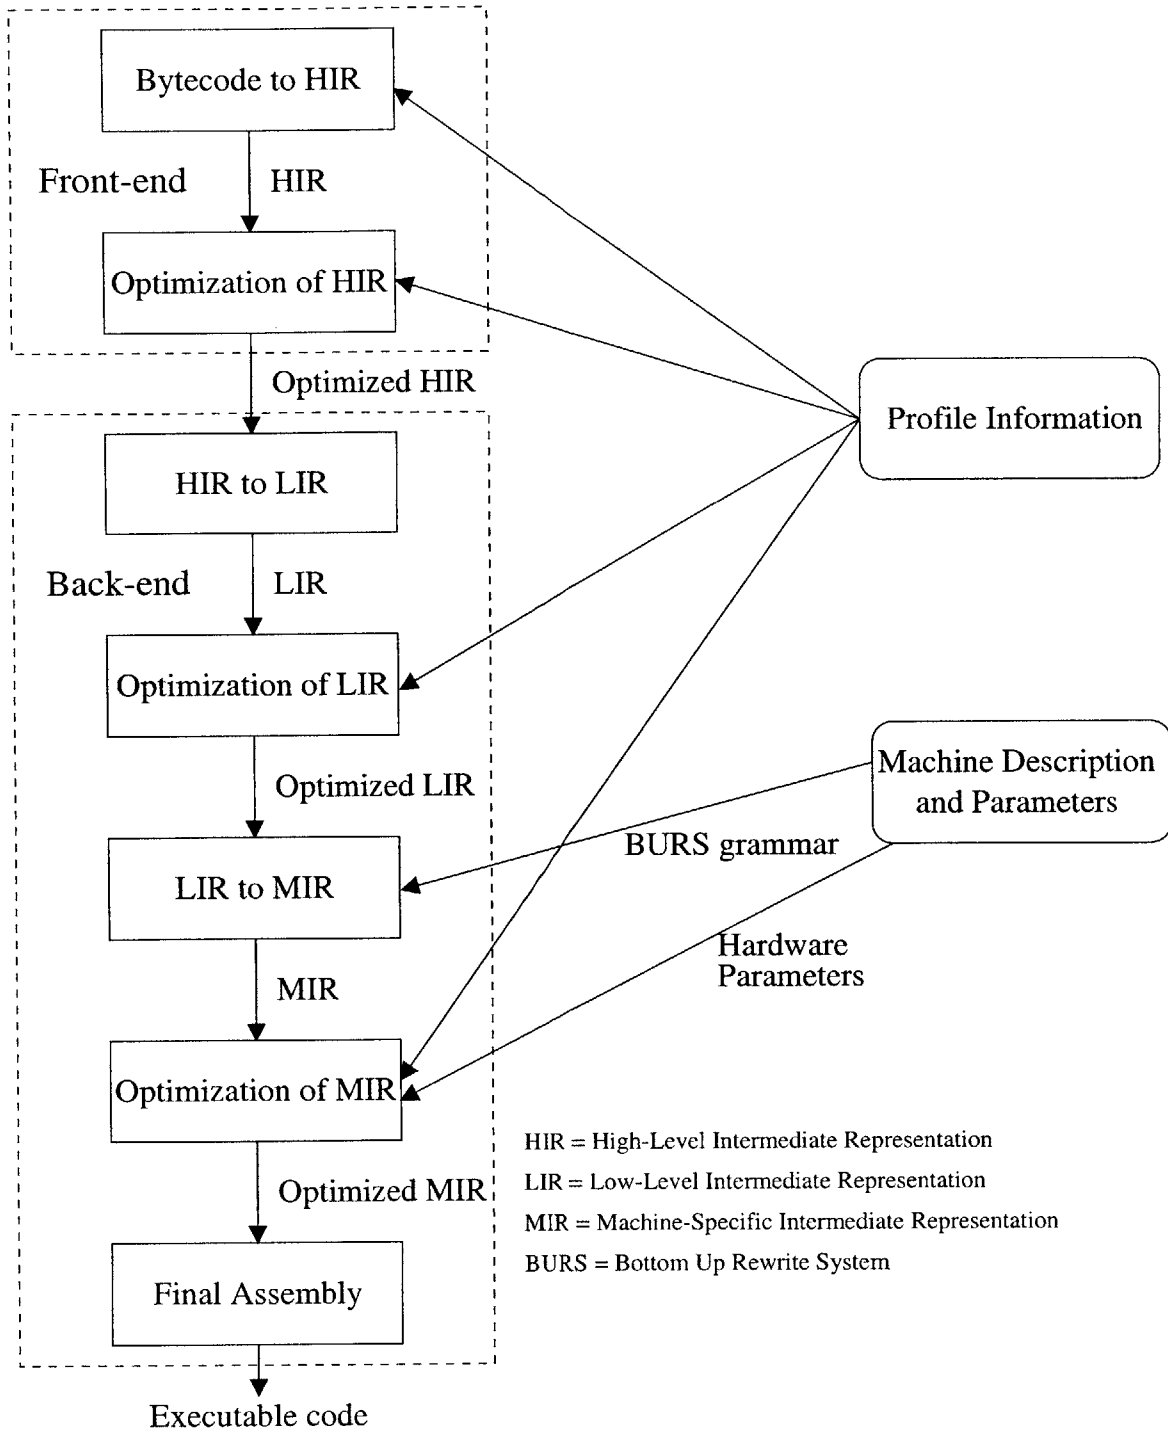 Bytecode to HIR
Front-end
HIR
Optimization of HIR
Optimized HIR
Profile Information
HIR to LIR
Back-end
LIR
Optimization of LIR
Optimized LIR
Machine Description
and Parameters
BURS grammar
LIR to MIR
Hardware
Parameters
MIR
Optimization of MIR
HIR = High-Level Intermediate Representation
LIR = Low-Level Intermediate Representation
MIR = Machine-Specific Intermediate Representation
BURS = Bottom Up Rewrite System
Optimized MIR
Final Assembly
Executable code